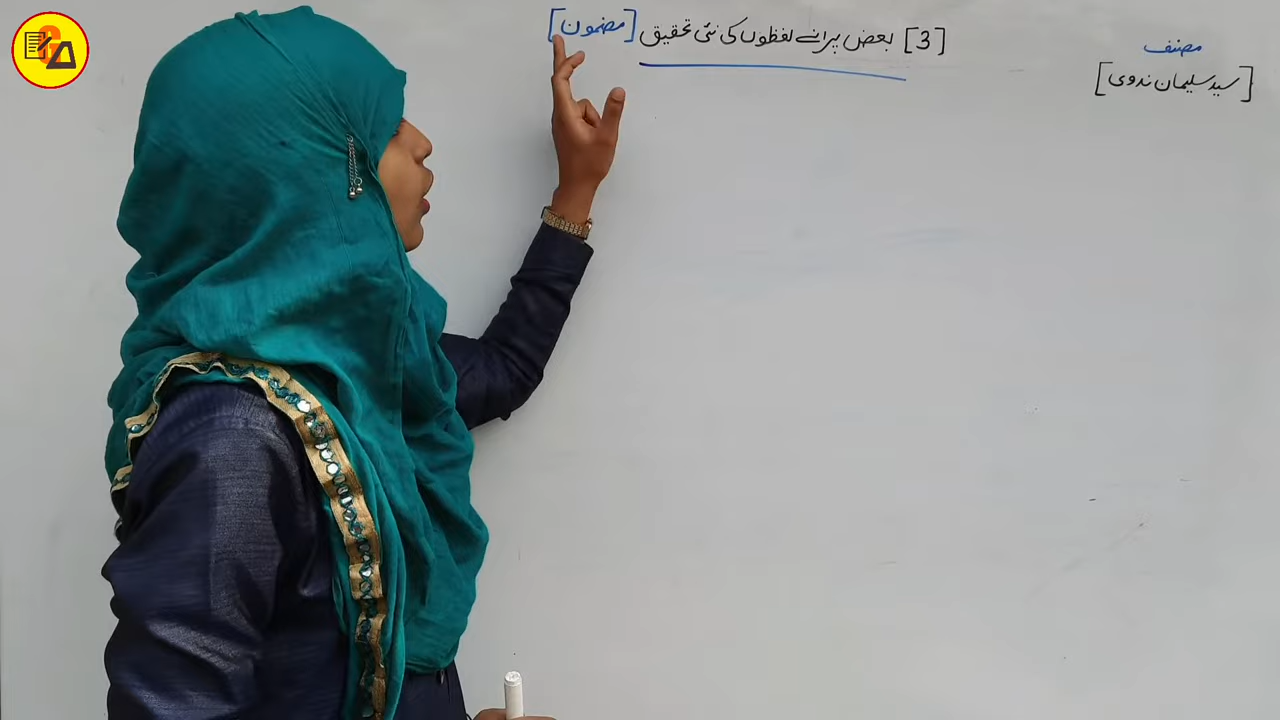 [3] بعض پرانے لفظوں کی نئی تحقیق [مضمون]
مصنف
[سید سلیمان ندوی]